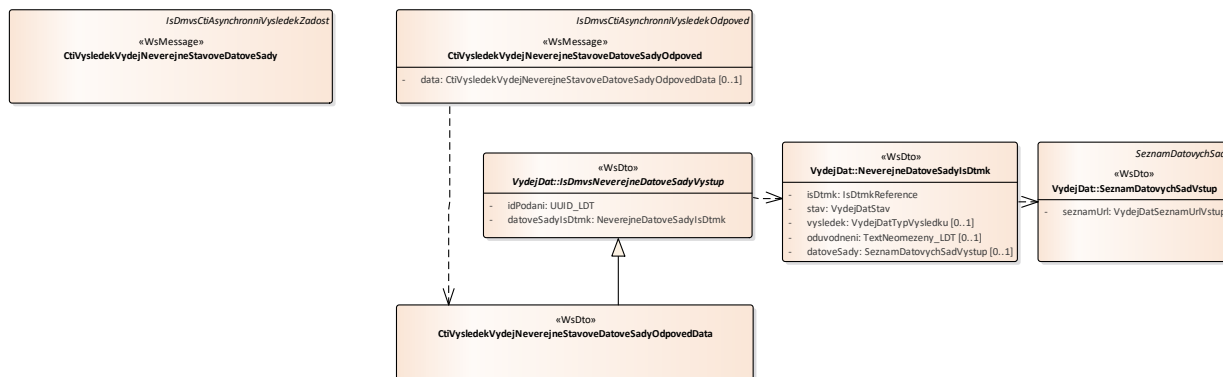 IsDmvsCtiAsynchronniVysledekZadost
«WsMessage»
CtiVysledekVydejNeverejneStavoveDatoveSady
IsDmvsCtiAsynchronniVysledekOdpoved
«WsMessage»
CtiVysledekVydejNeverejneStavoveDatoveSadyOdpoved
- data: CtiVysledekVydejNeverejneStavoveDatoveSadyOdpovedData [0..1]
«WsDto»
VydejDat::IsDmvsNeverejneDatoveSadyVystup
- idPodani: UUID_LDT
- datoveSadyIsDtmk: NeverejneDatoveSadyIsDtmk
«WsDto»
VydejDat::NeverejneDatoveSadyIsDtmk
- isDtmk: IsDtmkReference
- stav: VydejDatStav
- vysledek: VydejDatTypVysledku [0..1]
- oduvodneni: TextNeomezeny_LDT [0..1]
- datoveSady: SeznamDatovychSadVystup [0..1]
SeznamDatovychSad
«WsDto»
VydejDat::SeznamDatovychSadVstup
- seznamUrl: VydejDatSeznamUrlVstup
«WsDto»
CtiVysledekVydejNeverejneStavoveDatoveSadyOdpovedData